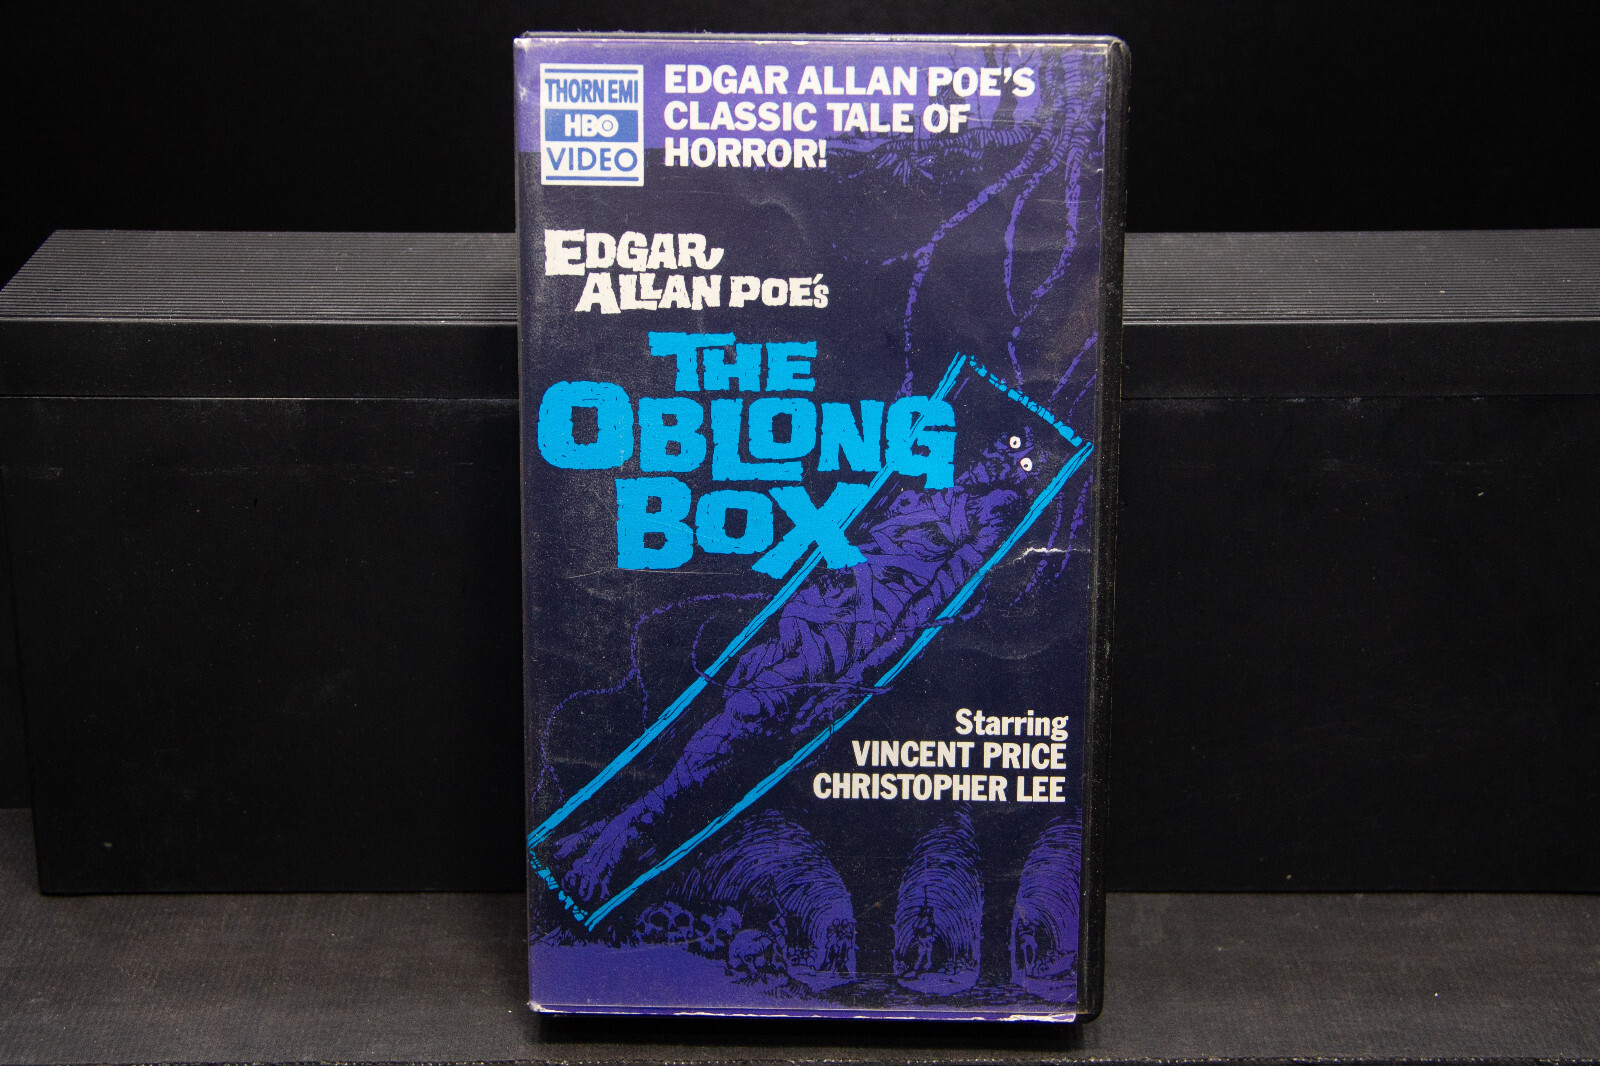 THORN EMI
HBO
VIDEO
EDGAR ALLAN POE'S
CLASSIC TALE OF
HORROR!
EDGAR
ALLAN POE'S
THE
OBLONG
BOX
Starring
VINCENT PRICE
CHRISTOPHER LEE